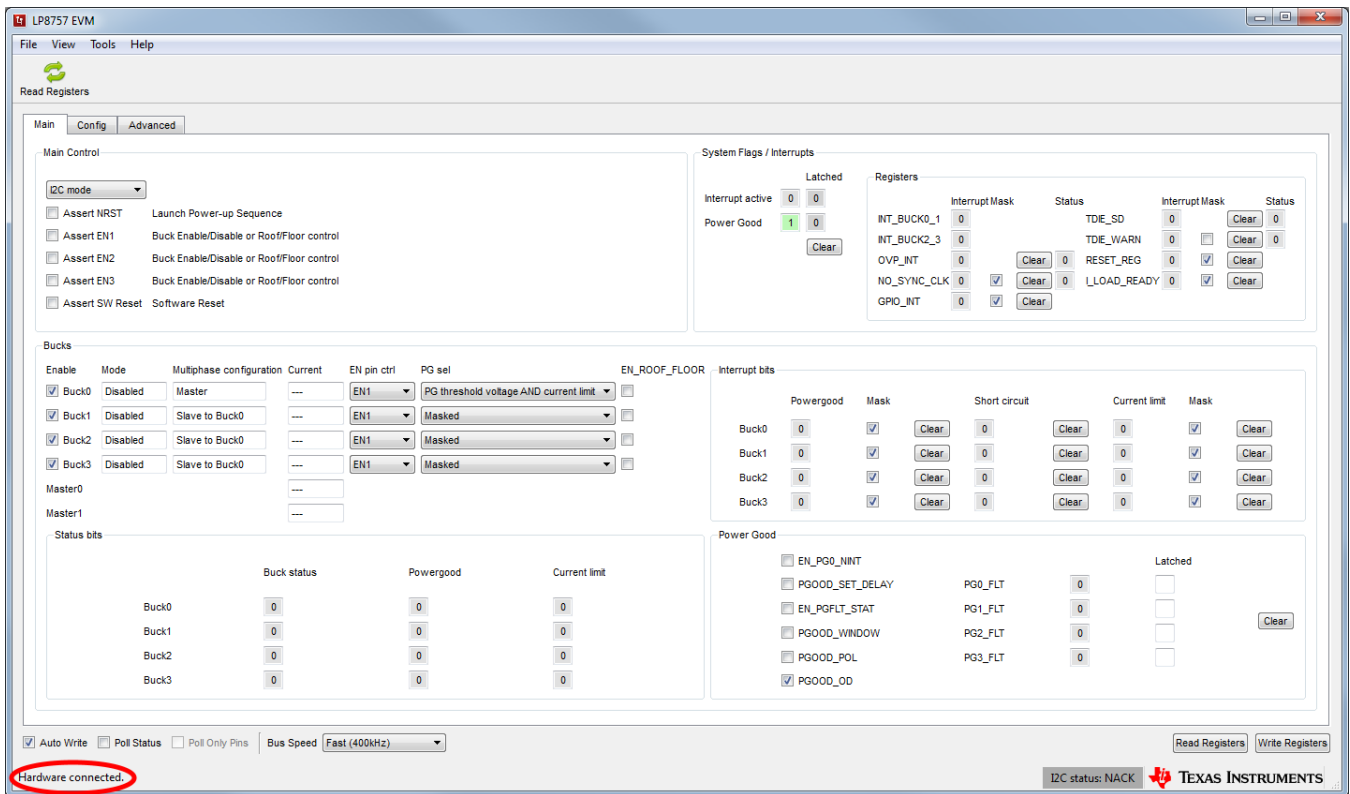 LP8757 EVM
File View Tools Help
Read Registers
Main Config Advanced
Main Control
I2C mode
Assert NRST Launch Power-up Sequence
Assert EN1 Buck Enable/Disable or Roof/Floor control
Assert EN2 Buck Enable/Disable or Roof/Floor control
Assert EN3 Buck Enable/Disable or Roof/Floor control
Assert SW Reset Software Reset
System Flags / Interrupts
Latched
Interrupt active 0 0
Power Good 1 0
Clear
Registers
Interrupt Mask Status Interrupt Mask Status
INT_BUCK0_1 0 TDIE_SD 0 Clear 0
INT_BUCK2_3 0 TDIE_WARN 0 Clear 0
OVP_INT 0 Clear 0 RESET_REG 0 Clear
NO_SYNC_CLK 0 Clear 0 I_LOAD_READY 0 Clear
GPIO_INT 0 Clear
Bucks
Enable Mode Multiphase configuration Current EN pin ctrl PG sel EN_ROOF_FLOOR
Buck0 Disabled Master --- EN1 PG threshold voltage AND current limit
Buck1 Disabled Slave to Buck0 --- EN1 Masked
Buck2 Disabled Slave to Buck0 --- EN1 Masked
Buck3 Disabled Slave to Buck0 --- EN1 Masked
Master0 ---
Master1 ---
Interrupt bits
Powergood Mask Short circuit Current limit Mask
Buck0 0 Clear 0 Clear 0 Clear
Buck1 0 Clear 0 Clear 0 Clear
Buck2 0 Clear 0 Clear 0 Clear
Buck3 0 Clear 0 Clear 0 Clear
Status bits
Buck status Powergood Current limit
Buck0 0 0 0
Buck1 0 0 0
Buck2 0 0 0
Buck3 0 0 0
Power Good
EN_PG0_NINT Latched
PGOOD_SET_DELAY PG0_FLT 0
EN_PGFLT_STAT PG1_FLT 0
Clear
PGOOD_WINDOW PG2_FLT 0
PGOOD_POL PG3_FLT 0
PGOOD_OD
Auto Write Poll Status Poll Only Pins Bus Speed Fast (400kHz) Read Registers Write Registers
Hardware connected. I2C status: NACK TEXAS INSTRUMENTS